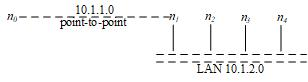 10.1.1.0
n0 n1 n2 n3 n4
point-to-point
LAN 10.1.2.0